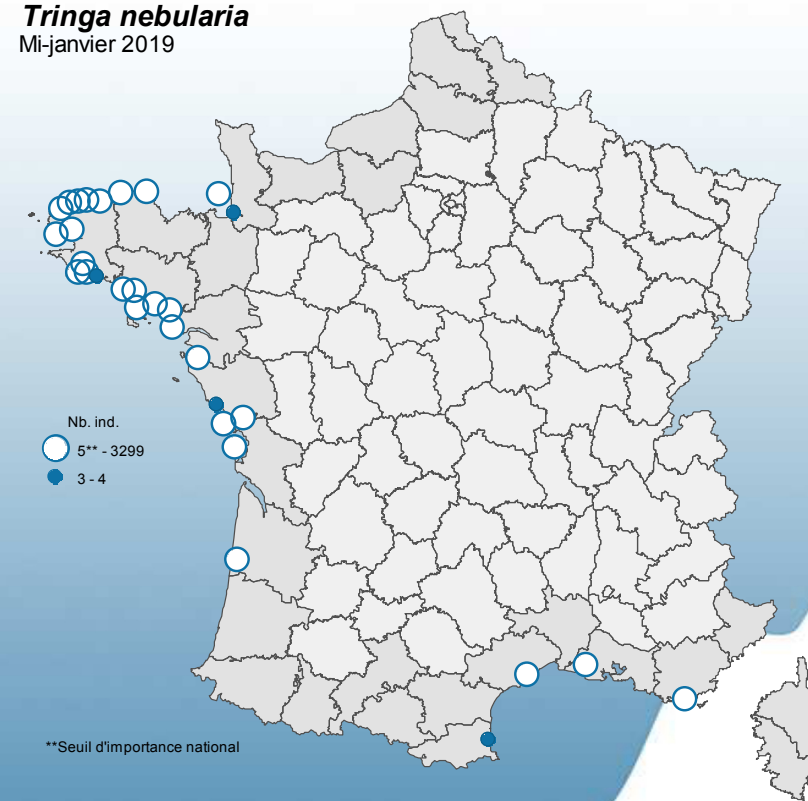 Tringa nebularia
Mi-janvier 2019
Nb. ind.
5** - 3299
3 - 4
**Seuil d'importance national